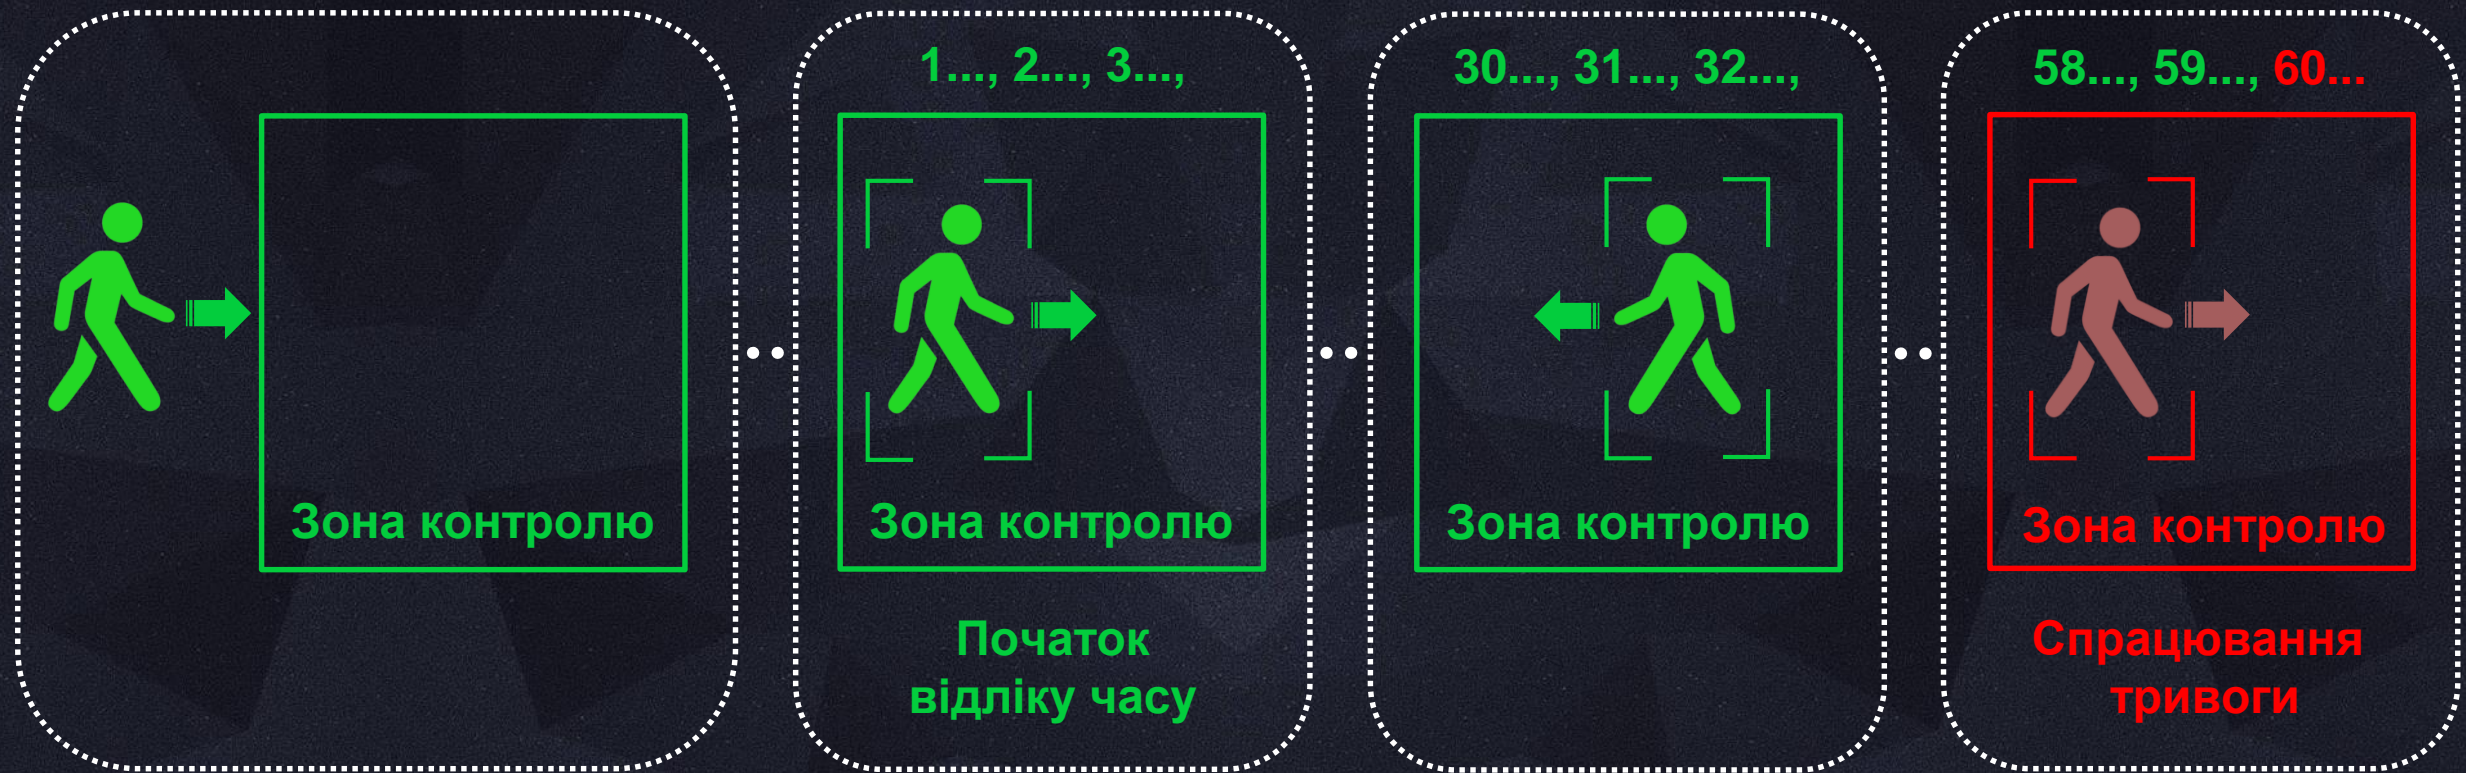 1..., 2..., 3...,
30..., 31..., 32...,
58..., 59..., 60...
Зона контролю
Зона контролю
Зона контролю
Зона контролю
Початок
відліку часу
Спрацювання
тривоги